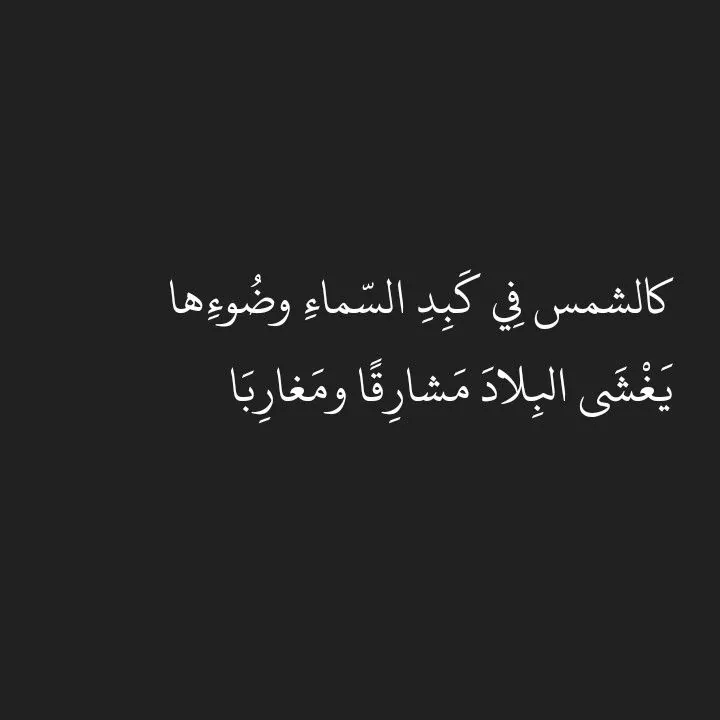 كالشمس فِي كَبِدِ السّماءِ وضُوءِها
يَغْشَى البِلادَ مَشارِقًا ومَغارِبَا